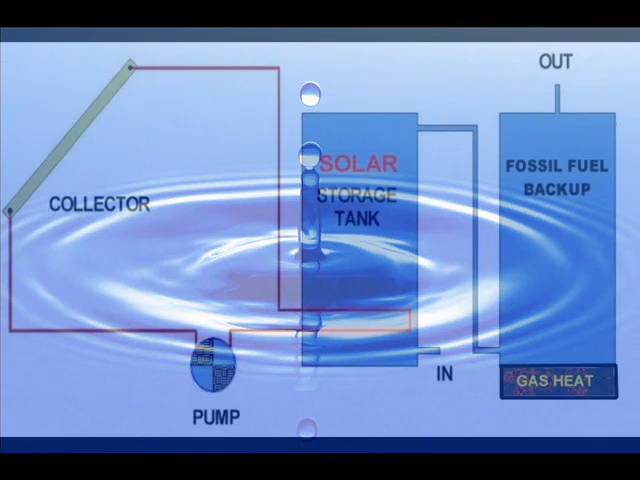 OUT
SOLAR
STORAGE
TANK
FOSSIL FUEL
BACKUP
COLLECTOR
IN
GAS HEAT
PUMP